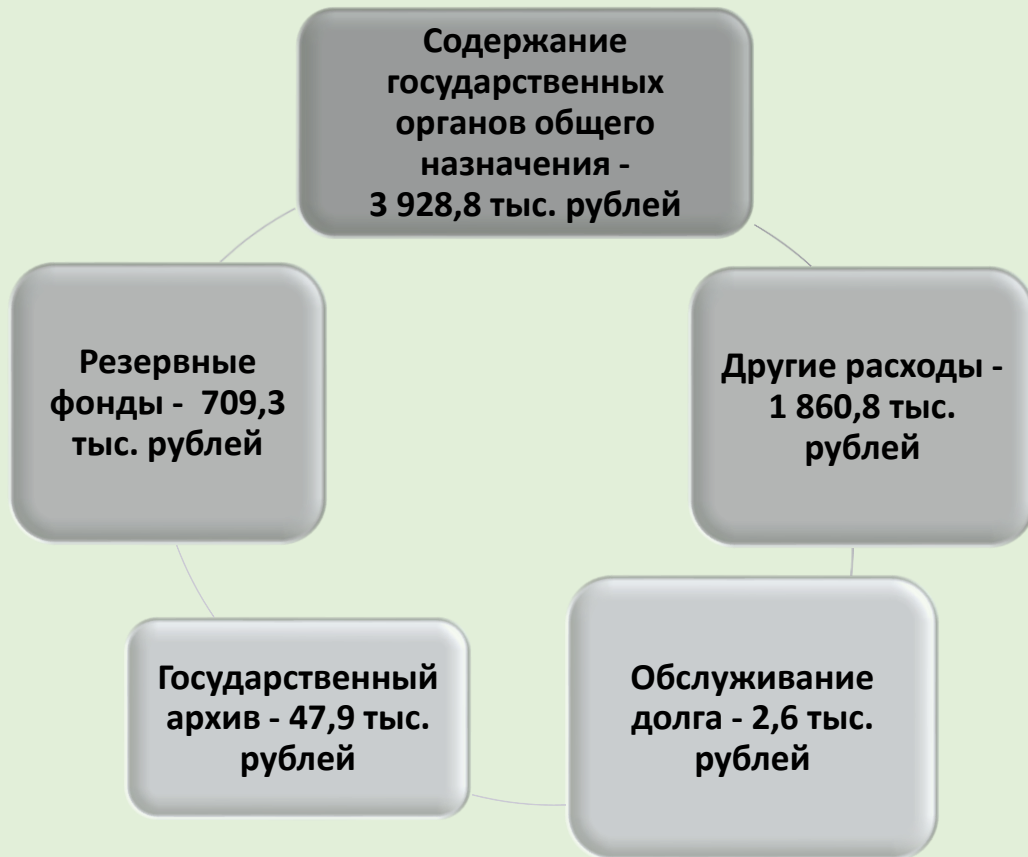 Содержание
государственных
органов общего
назначения -
3 928,8 тыс. рублей
Резервные
фонды - 709,3
тыс. рублей
Другие расходы -
1 860,8 тыс.
рублей
Государственный
архив - 47,9 тыс.
рублей
Обслуживание
долга - 2,6 тыс.
рублей